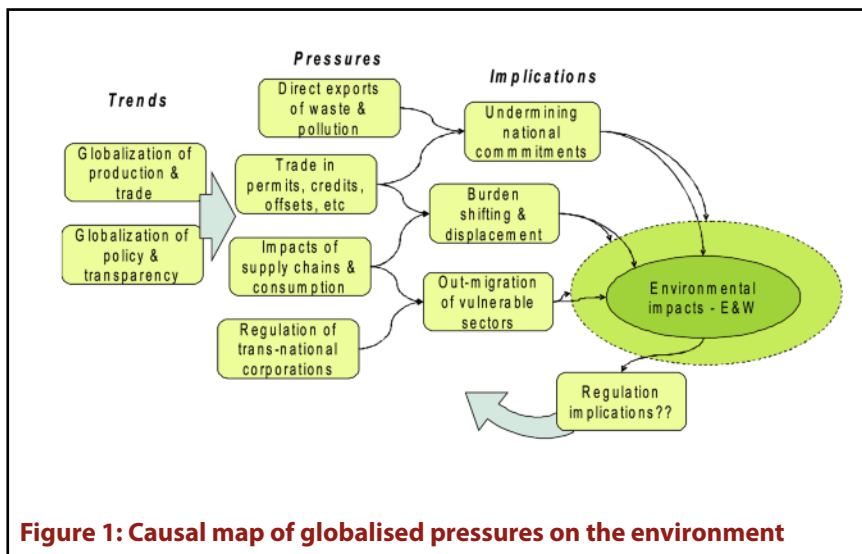 Trends
Globalization of
production &
trade
Globalization of
policy &
transparency
Pressures
Direct exports
of waste &
pollution
Trade in
permits, credits,
offsets, etc
Impacts of
supply chains &
consumption
Regulation of
trans-national
corporations
Implications
Undermining
national
commmitments
Burden
shifting &
displacement
Out-migration
of vulnerable
sectors
Environmental
impacts - E&W
Regulation
implications??
Figure 1: Causal map of globalised pressures on the environment